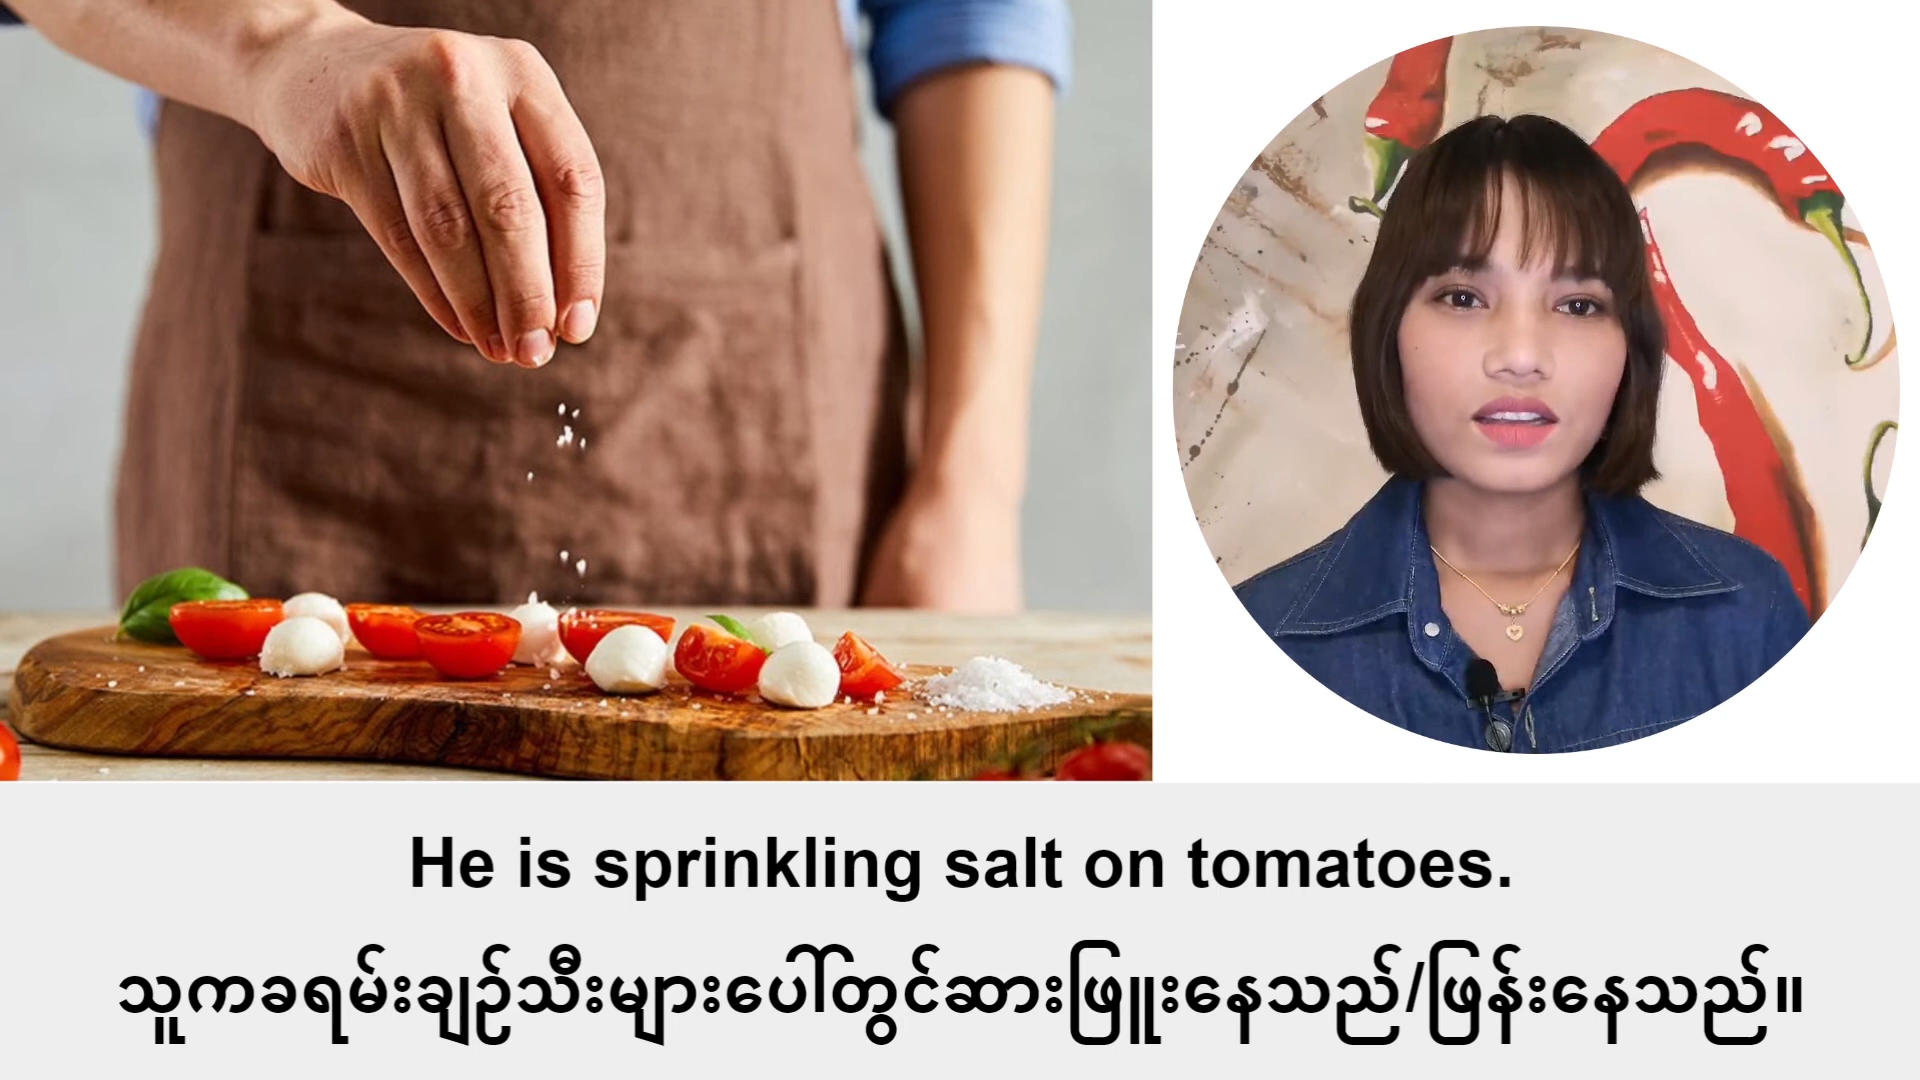 He is sprinkling salt on tomatoes.
သူကခရမ်းချဉ်သီးများပေါ်တွင်ဆားဖြူးနေသည်/ဖြန်းနေသည်။